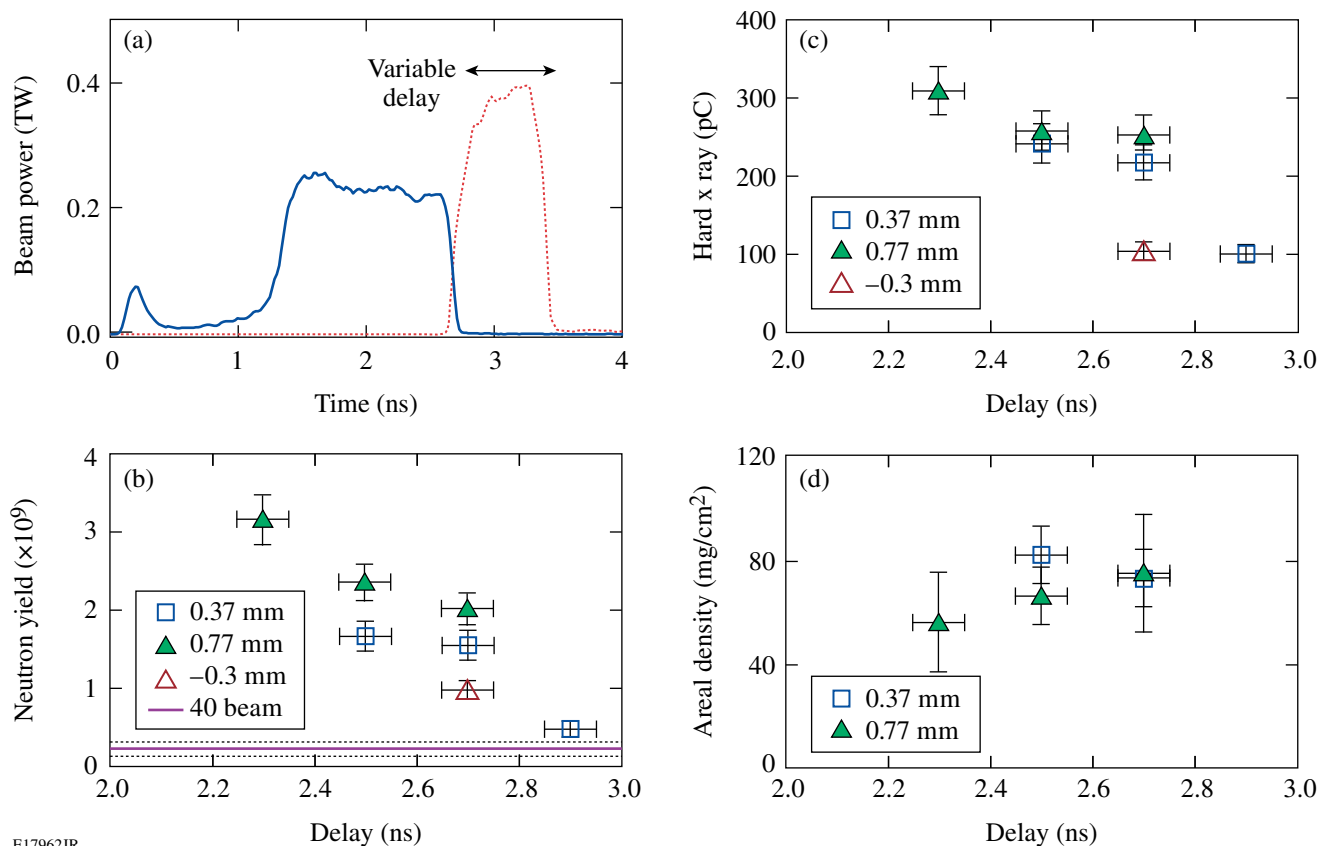 (a)
Variable
delay
Beam power (TW)
0.4
0.2
0.0
0 1 2 3 4
Time (ns)
(c)
Hard x ray (pC)
400
300
200
100
0
0.37 mm
0.77 mm
–0.3 mm
2.0 2.2 2.4 2.6 2.8 3.0
Delay (ns)
(b)
Neutron yield (×10⁹)
4
3
2
1
0
0.37 mm
0.77 mm
–0.3 mm
40 beam
2.0 2.2 2.4 2.6 2.8 3.0
Delay (ns)
(d)
Areal density (mg/cm²)
120
80
40
0
0.37 mm
0.77 mm
2.0 2.2 2.4 2.6 2.8 3.0
Delay (ns)